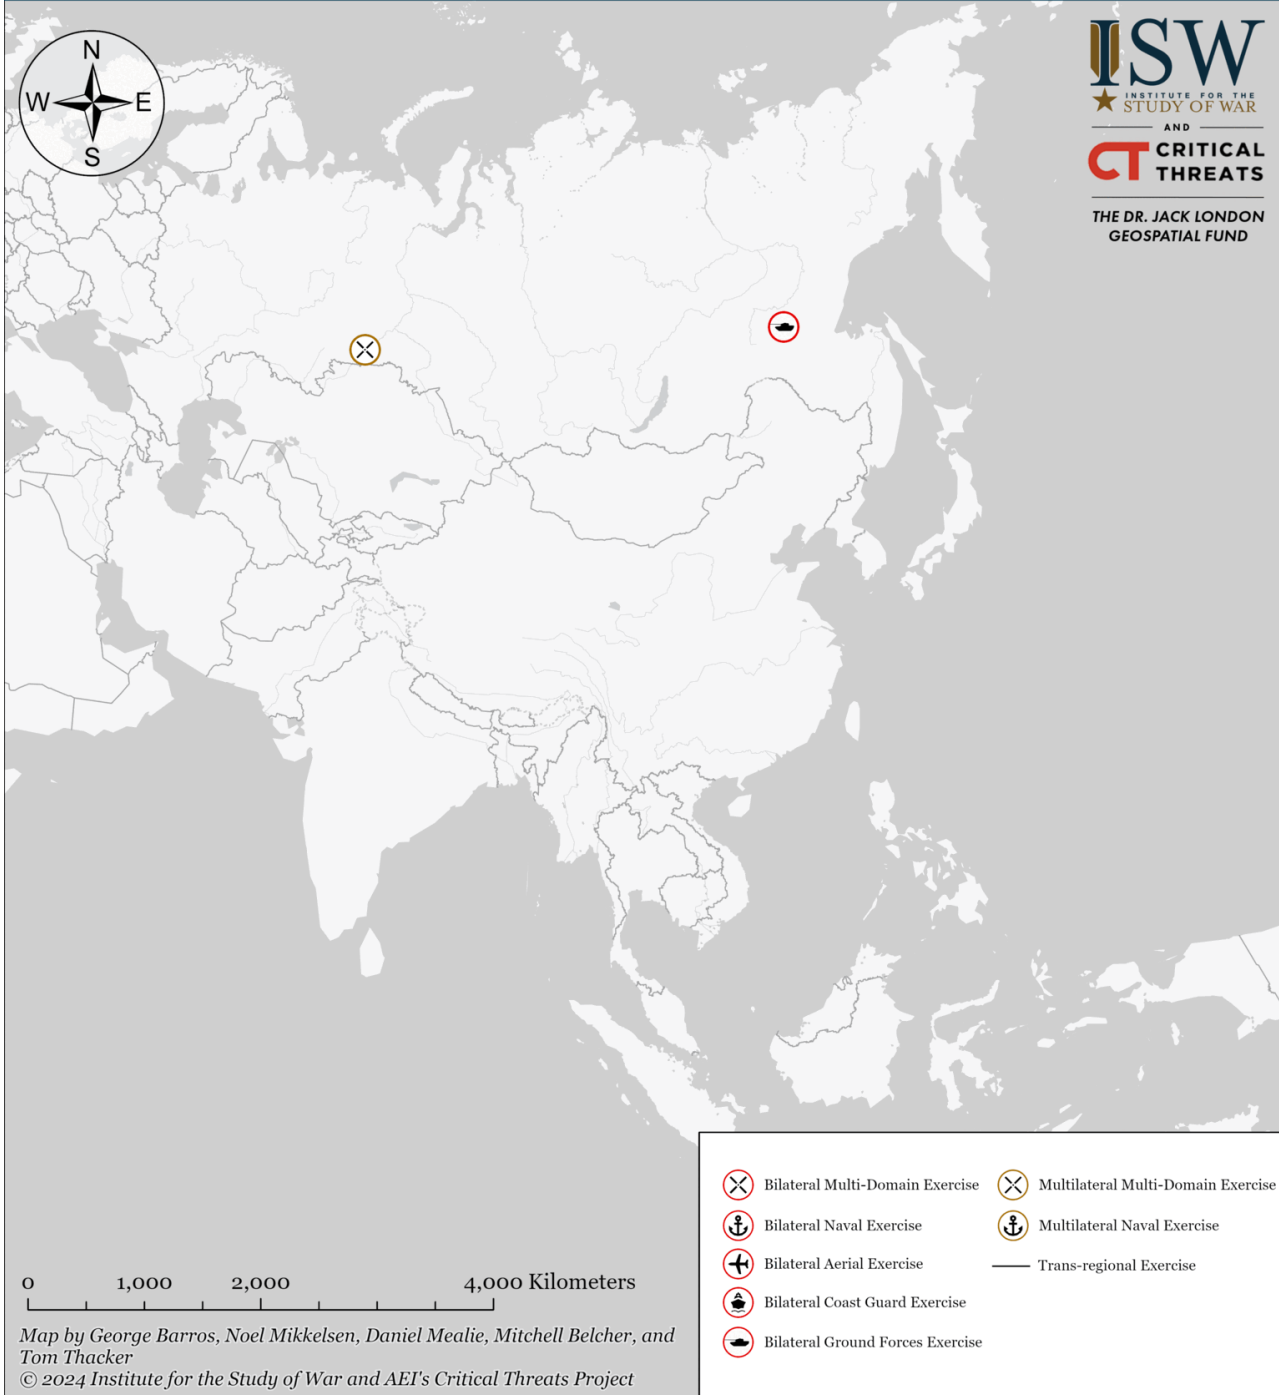 N
W
E
S
ISW
INSTITUTE FOR THE
STUDY OF WAR
AND
CT CRITICAL
THREATS
THE DR. JACK LONDON
GEOSPATIAL FUND
Bilateral Multi-Domain Exercise
Bilateral Naval Exercise
Bilateral Aerial Exercise
Bilateral Coast Guard Exercise
Bilateral Ground Forces Exercise
Multilateral Multi-Domain Exercise
Multilateral Naval Exercise
Trans-regional Exercise
0 1,000 2,000 4,000 Kilometers
Map by George Barros, Noel Mikkelsen, Daniel Mealie, Mitchell Belcher, and
Tom Thacker
© 2024 Institute for the Study of War and AEI's Critical Threats Project